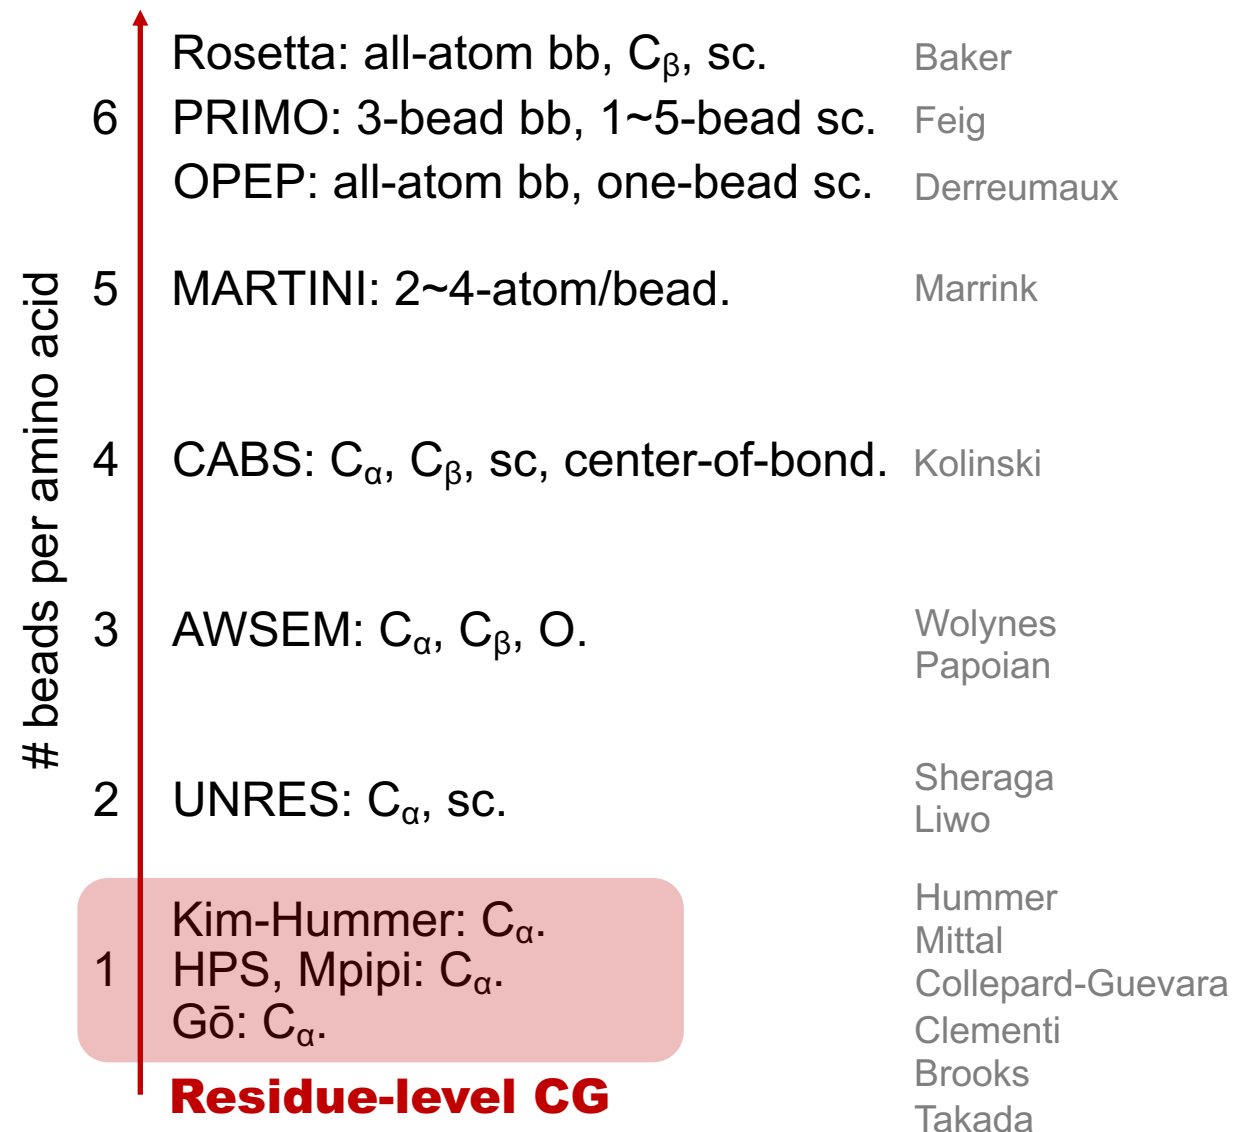 # beads per amino acid
Rosetta: all-atom bb, Cβ, sc. Baker
6 PRIMO: 3-bead bb, 1~5-bead sc. Feig
OPEP: all-atom bb, one-bead sc. Derreumaux
5 MARTINI: 2~4-atom/bead. Marrink
4 CABS: Cα, Cβ, sc, center-of-bond. Kolinski
3 AWSEM: Cα, Cβ, O. Wolynes
Papoian
2 UNRES: Cα, sc. Sheraga
Liwo
Kim-Hummer: Cα. Hummer
Mittal
1 HPS, Mpipi: Cα. Collepard-Guevara
Gō: Cα. Clementi
Brooks
Residue-level CG Takada